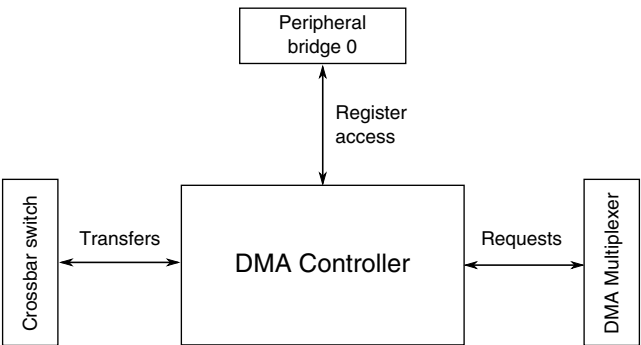 Peripheral
bridge 0
Register
access
Crossbar switch
Transfers
DMA Controller
Requests
DMA Multiplexer